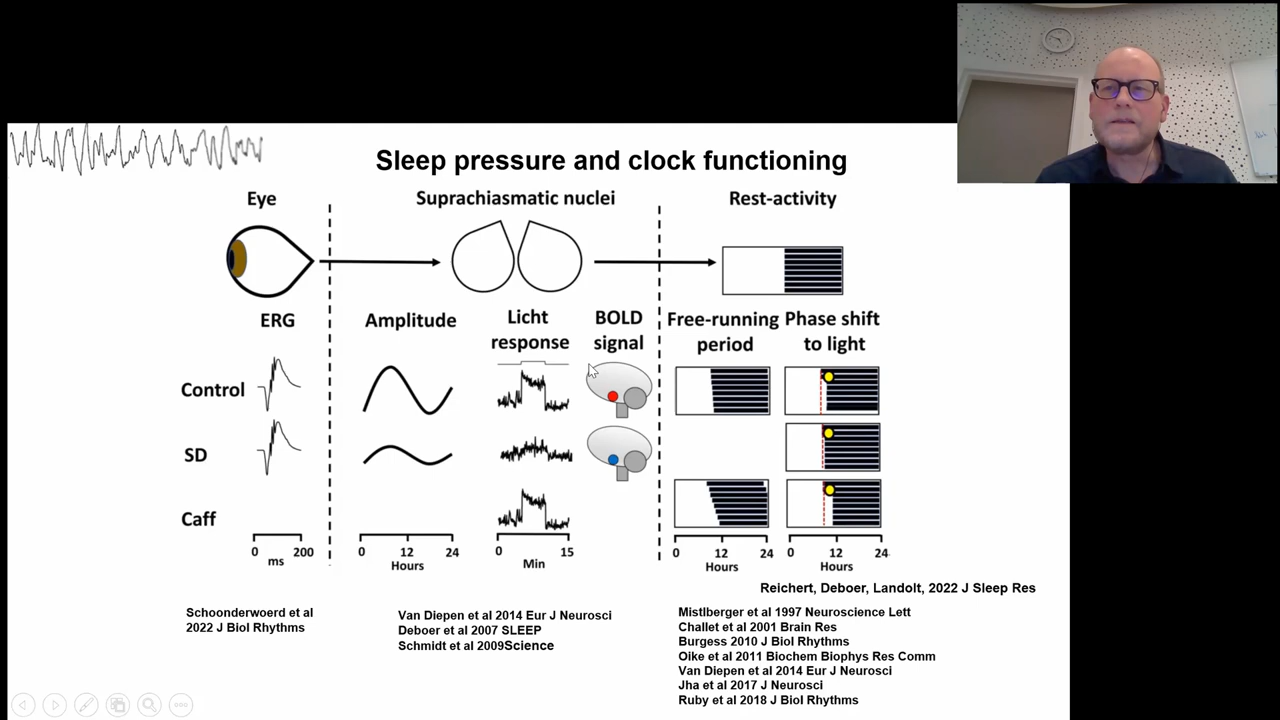 Sleep pressure and clock functioning
Eye
Suprachiasmatic nuclei
Rest-activity
ERG
Amplitude
Licht
response
BOLD
signal
Free-running
period
Phase shift
to light
Control
SD
Caff
0 200
ms
0 12 24
Hours
0 15
Min
0 12 24
Hours
0 12 24
Hours
Reichert, Deboer, Landolt, 2022 J Sleep Res
Schoonderwoerd et al
2022 J Biol Rhythms
Van Diepen et al 2014 Eur J Neurosci
Deboer et al 2007 SLEEP
Schmidt et al 2009Science
Mistlberger et al 1997 Neuroscience Lett
Challet et al 2001 Brain Res
Burgess 2010 J Biol Rhythms
Oike et al 2011 Biochem Biophys Res Comm
Van Diepen et al 2014 Eur J Neurosci
Jha et al 2017 J Neurosci
Ruby et al 2018 J Biol Rhythms